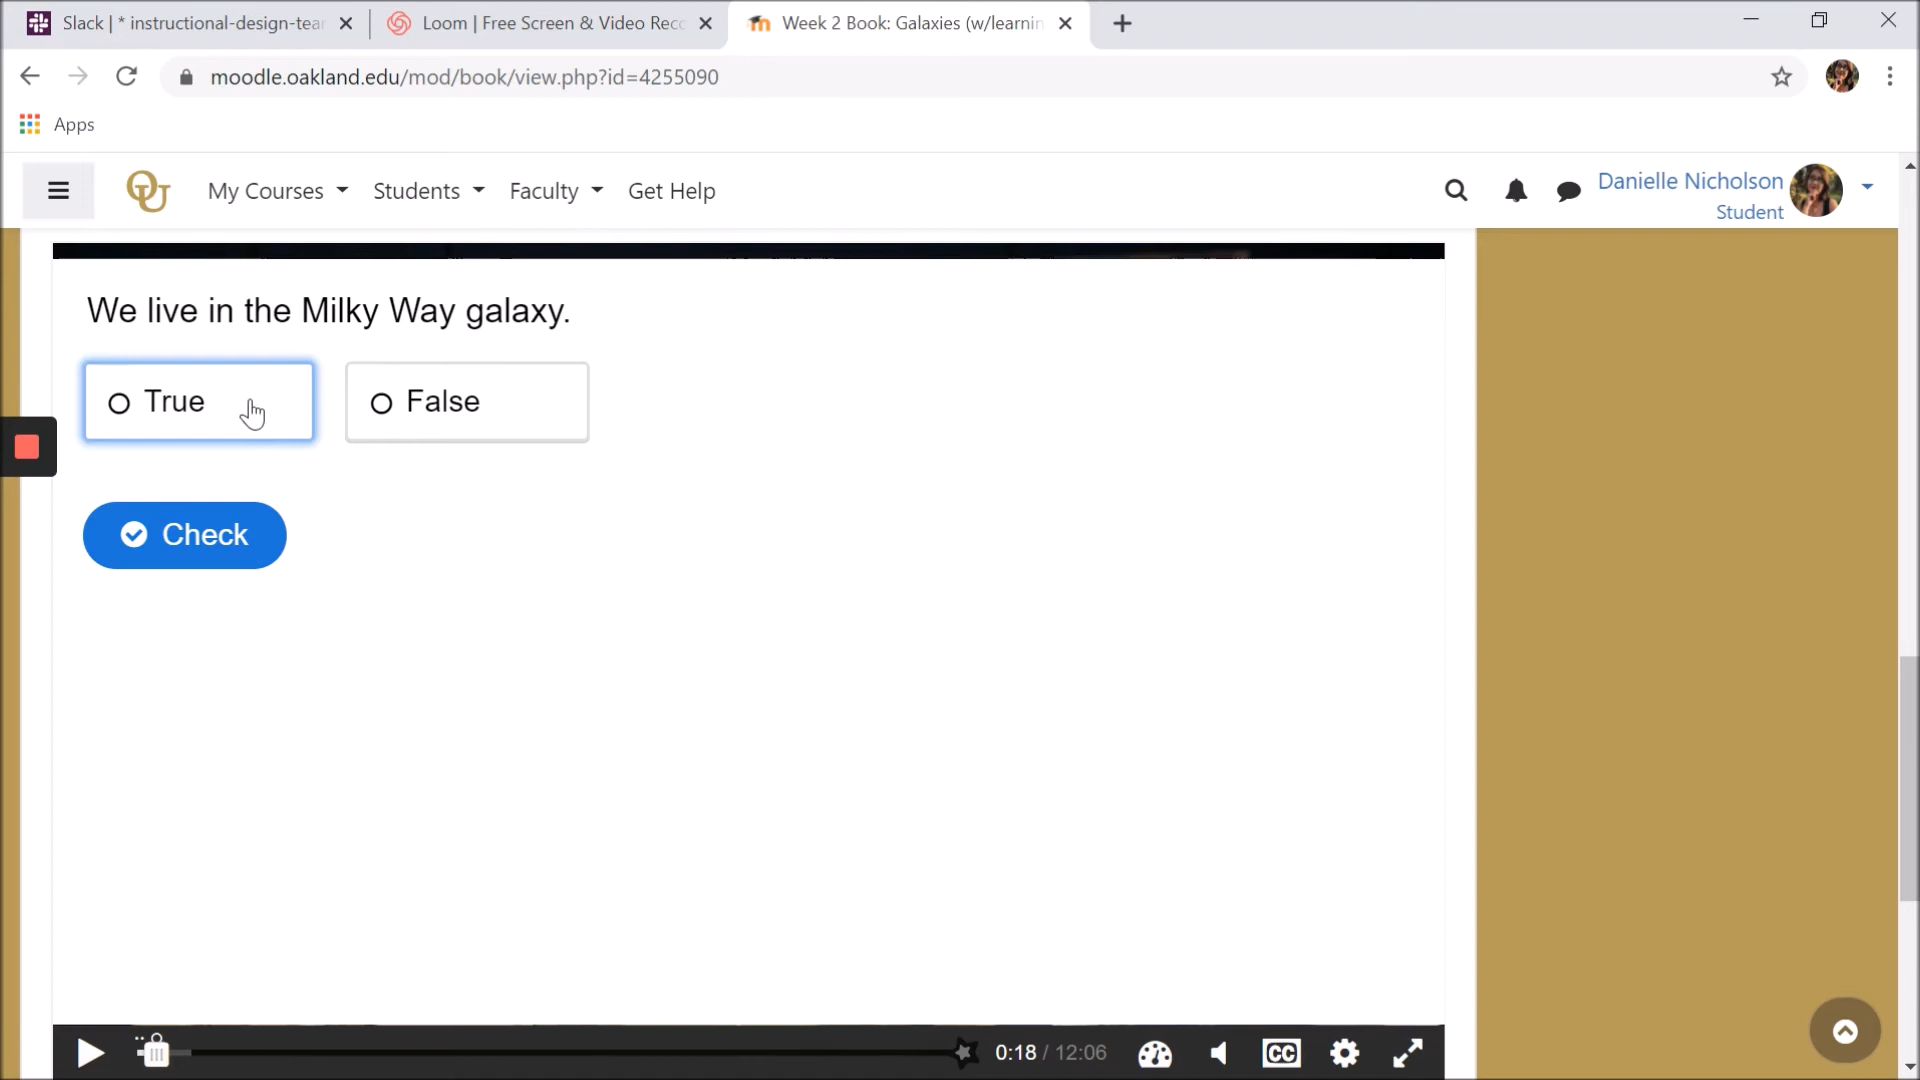 Slack | * instructional-design-tear
Loom | Free Screen & Video Reco
Week 2 Book: Galaxies (w/learnin
moodle.oakland.edu/mod/book/view.php?id=4255090
Apps
OU
My Courses
Students
Faculty
Get Help
Danielle Nicholson
Student
We live in the Milky Way galaxy.
True
False
Check
0:18 / 12:06
CC